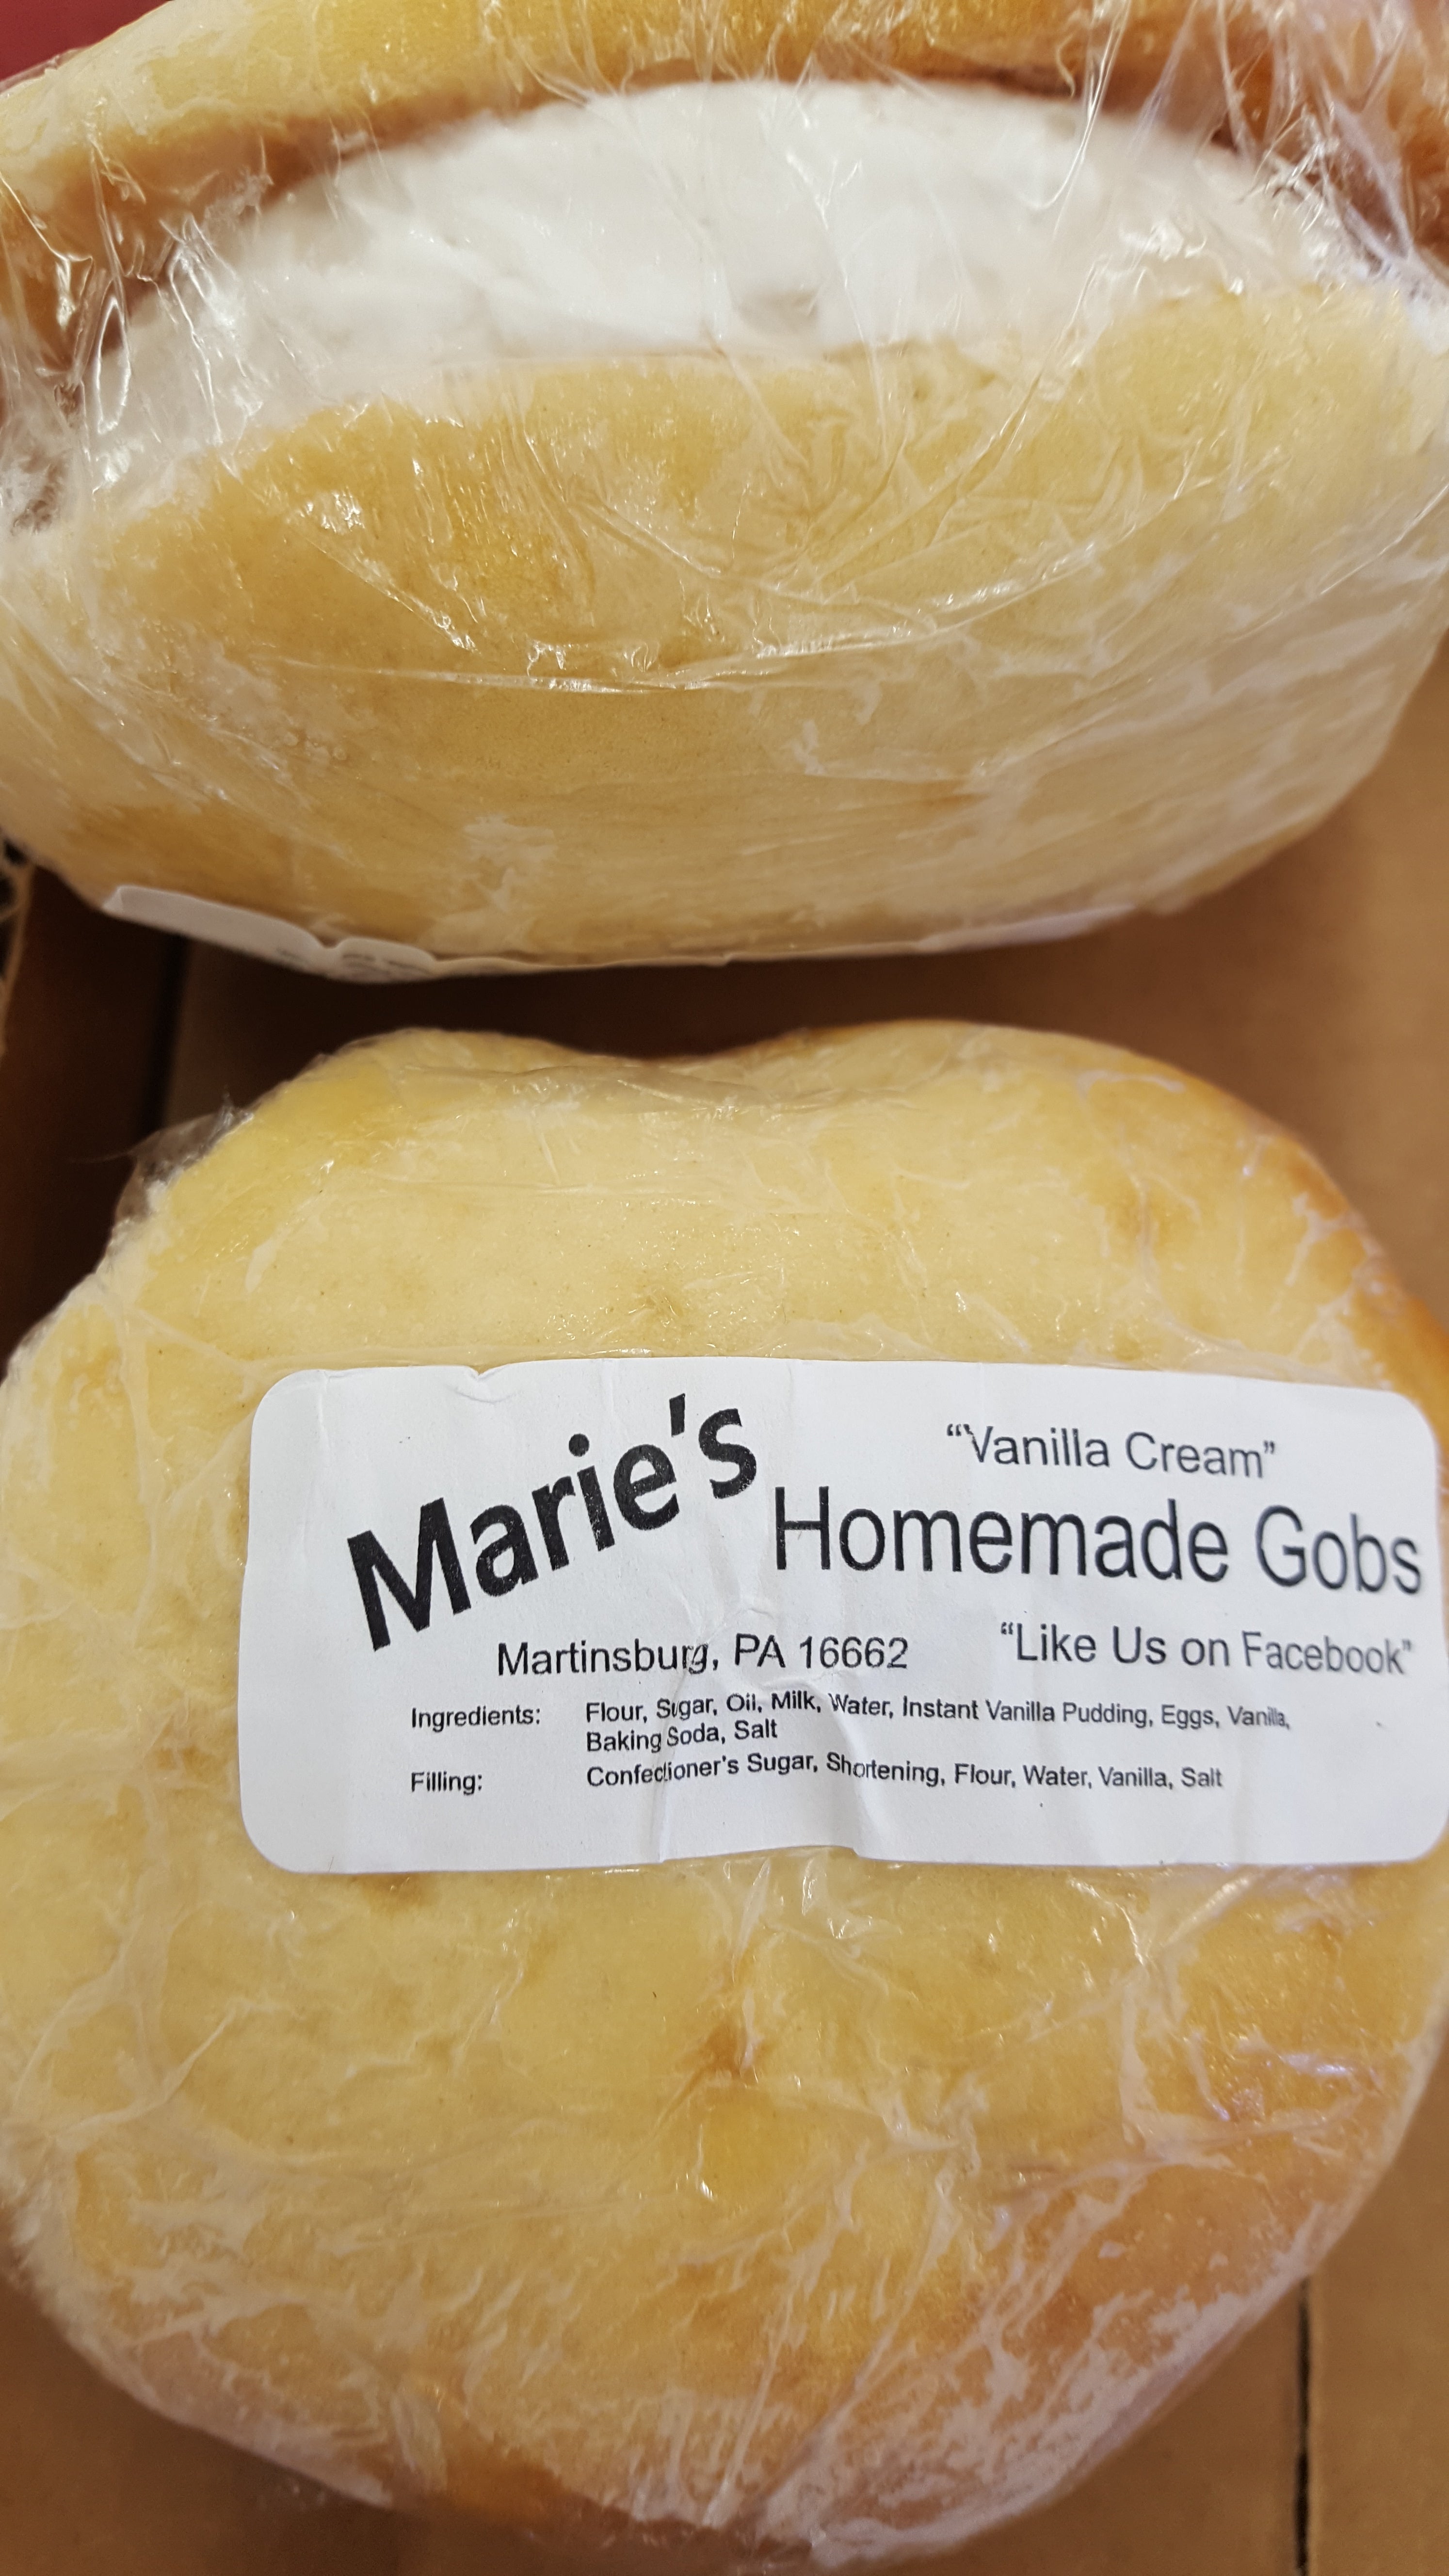 Marie's
“Vanilla Cream”
Homemade Gobs
Martinsburg, PA 16662
“Like Us on Facebook”
Ingredients: Flour, Sugar, Oil, Milk, Water, Instant Vanilla Pudding, Eggs, Vanilla,
Baking Soda, Salt
Filling: Confectioner's Sugar, Shortening, Flour, Water, Vanilla, Salt